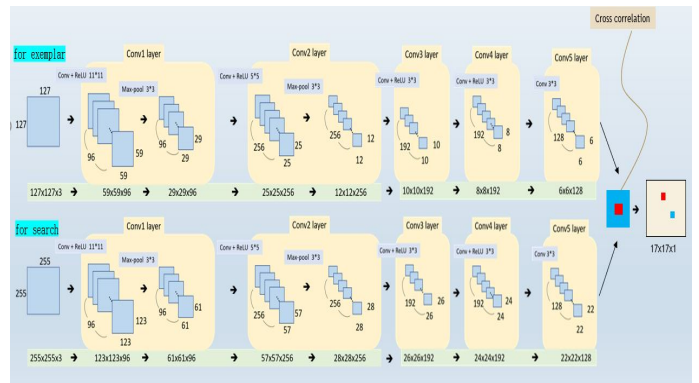 Cross correlation
for exemplar
Conv1 layer
Conv2 layer
Conv3 layer
Conv4 layer
Conv5 layer
Conv + ReLU 11*11
Max-pool 3*3
Conv + ReLU 5*5
Max-pool 3*3
Conv + ReLU 3*3
Conv + ReLU 3*3
Conv 3*3
127
127
96
59
59
96
29
29
256
25
25
256
12
12
192
10
10
192
8
8
128
6
6
127x127x3
59x59x96
29x29x96
25x25x256
12x12x256
10x10x192
8x8x192
6x6x128
17x17x1
for search
Conv1 layer
Conv2 layer
Conv3 layer
Conv4 layer
Conv5 layer
Conv + ReLU 11*11
Max-pool 3*3
Conv + ReLU 5*5
Max-pool 3*3
Conv + ReLU 3*3
Conv + ReLU 3*3
Conv 3*3
255
255
96
123
123
96
61
61
256
57
57
256
28
28
192
26
26
192
24
24
128
22
22
255x255x3
123x123x96
61x61x96
57x57x256
28x28x256
26x26x192
24x24x192
22x22x128